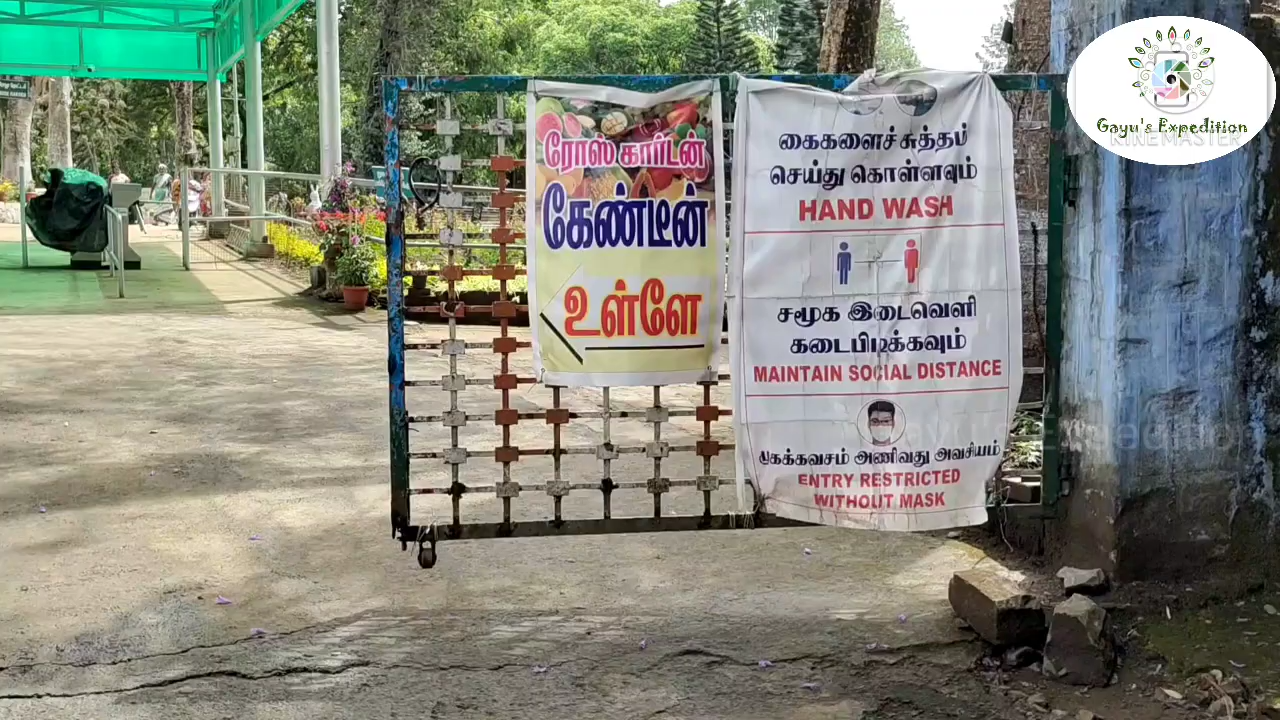 ரோஸ் கார்டன்
கேண்டீன்
உள்ளே
கைகளைச் சுத்தம்
செய்து கொள்ளவும்
HAND WASH
சமூக இடைவெளி
கடைபிடிக்கவும்
MAINTAIN SOCIAL DISTANCE
முகக்கவசம் அணிவது அவசியம்
ENTRY RESTRICTED
WITHOUT MASK
Gayu's Expedition
KINEMASTER